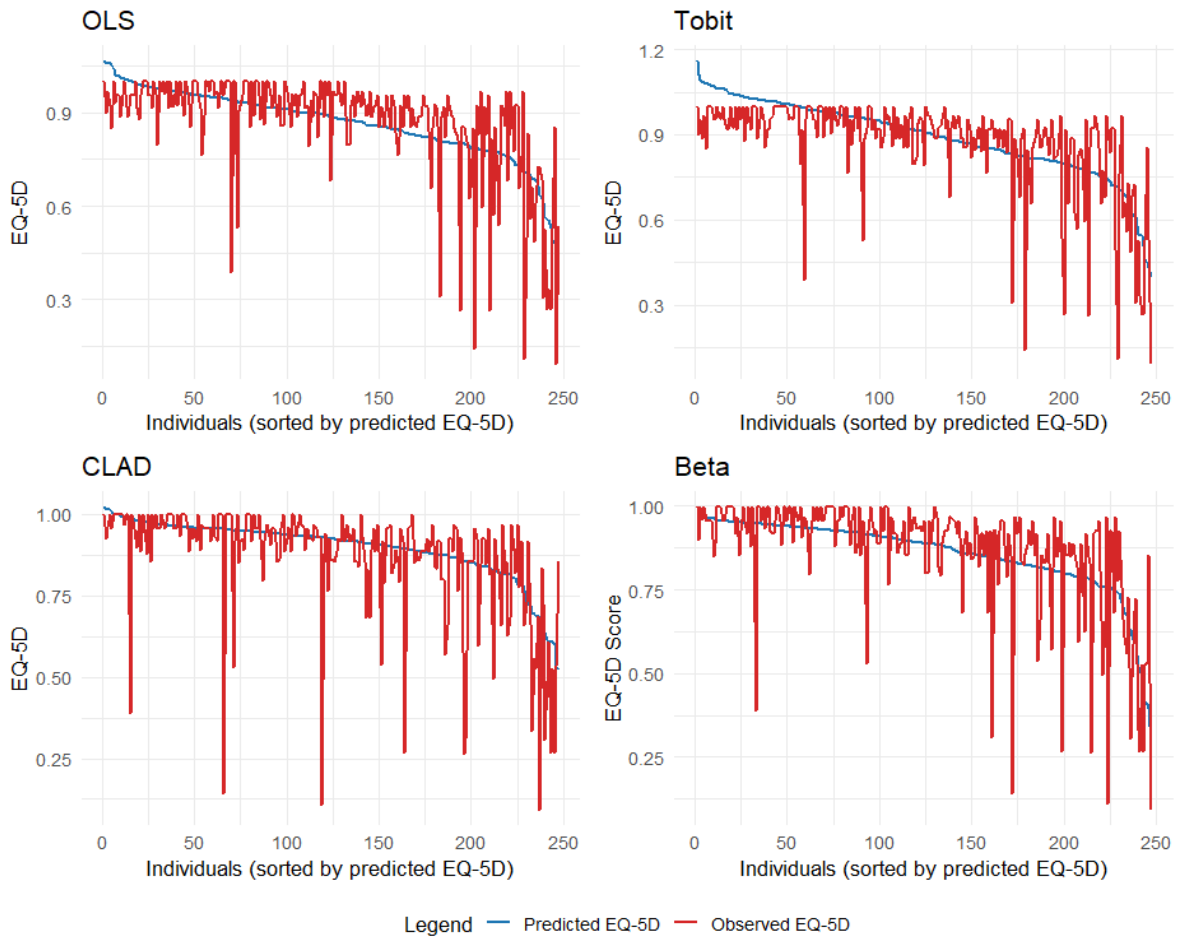 OLS
EQ-5D
0.9
0.6
0.3
0 50 100 150 200 250
Individuals (sorted by predicted EQ-5D)
Tobit
EQ-5D
1.2
0.9
0.6
0.3
0 50 100 150 200 250
Individuals (sorted by predicted EQ-5D)
CLAD
EQ-5D
1.00
0.75
0.50
0.25
0 50 100 150 200 250
Individuals (sorted by predicted EQ-5D)
Beta
EQ-5D Score
1.00
0.75
0.50
0.25
0 50 100 150 200 250
Individuals (sorted by predicted EQ-5D)
Legend Predicted EQ-5D Observed EQ-5D